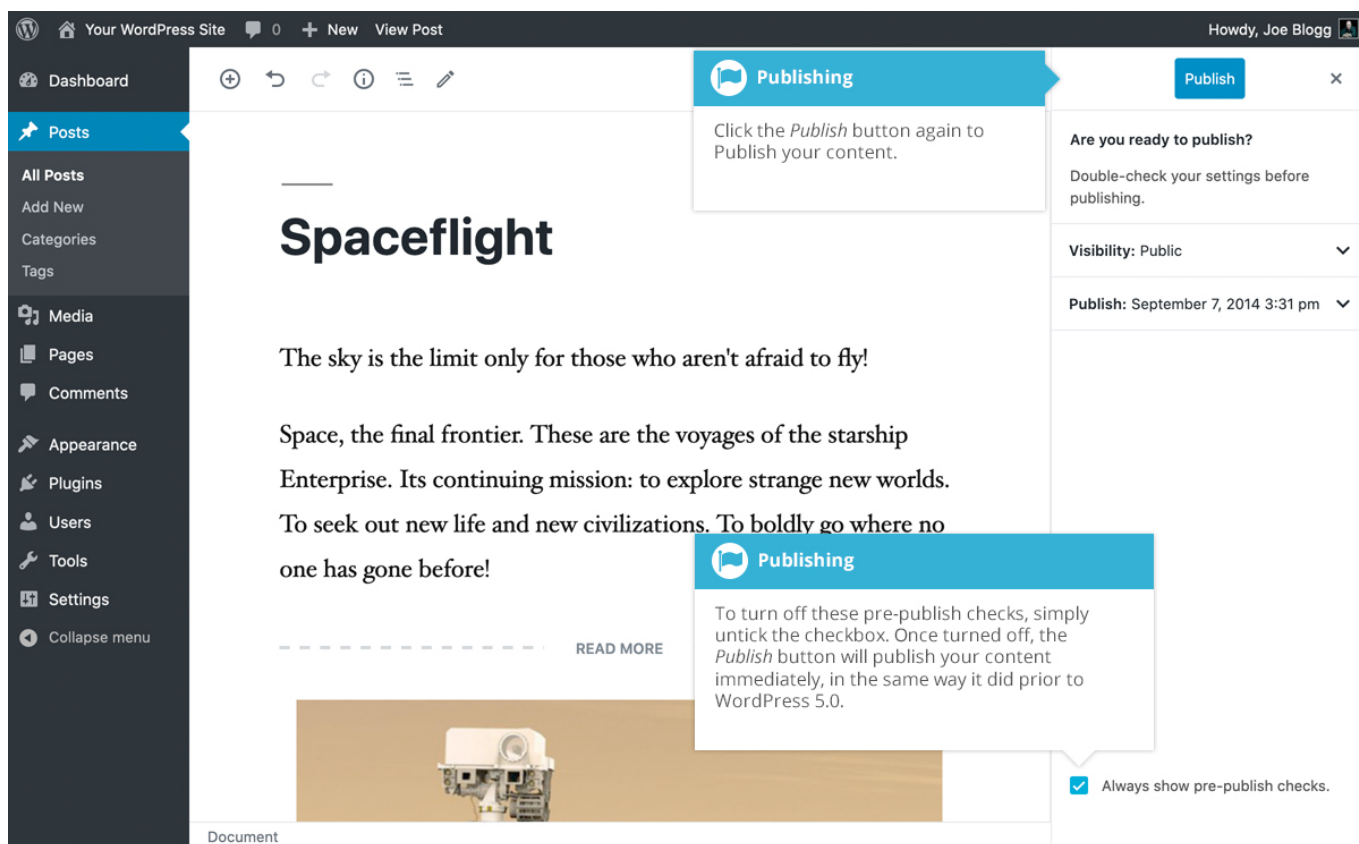 Your WordPress Site 0 New View Post Howdy, Joe Blogg
Dashboard
Posts
All Posts
Add New
Categories
Tags
Media
Pages
Comments
Appearance
Plugins
Users
Tools
Settings
Collapse menu
Spaceflight
The sky is the limit only for those who aren't afraid to fly!
Space, the final frontier. These are the voyages of the starship
Enterprise. Its continuing mission: to explore strange new worlds.
To seek out new life and new civilizations. To boldly go where no
one has gone before!
READ MORE
Document
Publishing
Click the Publish button again to
Publish your content.
Publish
Are you ready to publish?
Double-check your settings before
publishing.
Visibility: Public
Publish: September 7, 2014 3:31 pm
Publishing
To turn off these pre-publish checks, simply
untick the checkbox. Once turned off, the
Publish button will publish your content
immediately, in the same way it did prior to
WordPress 5.0.
Always show pre-publish checks.